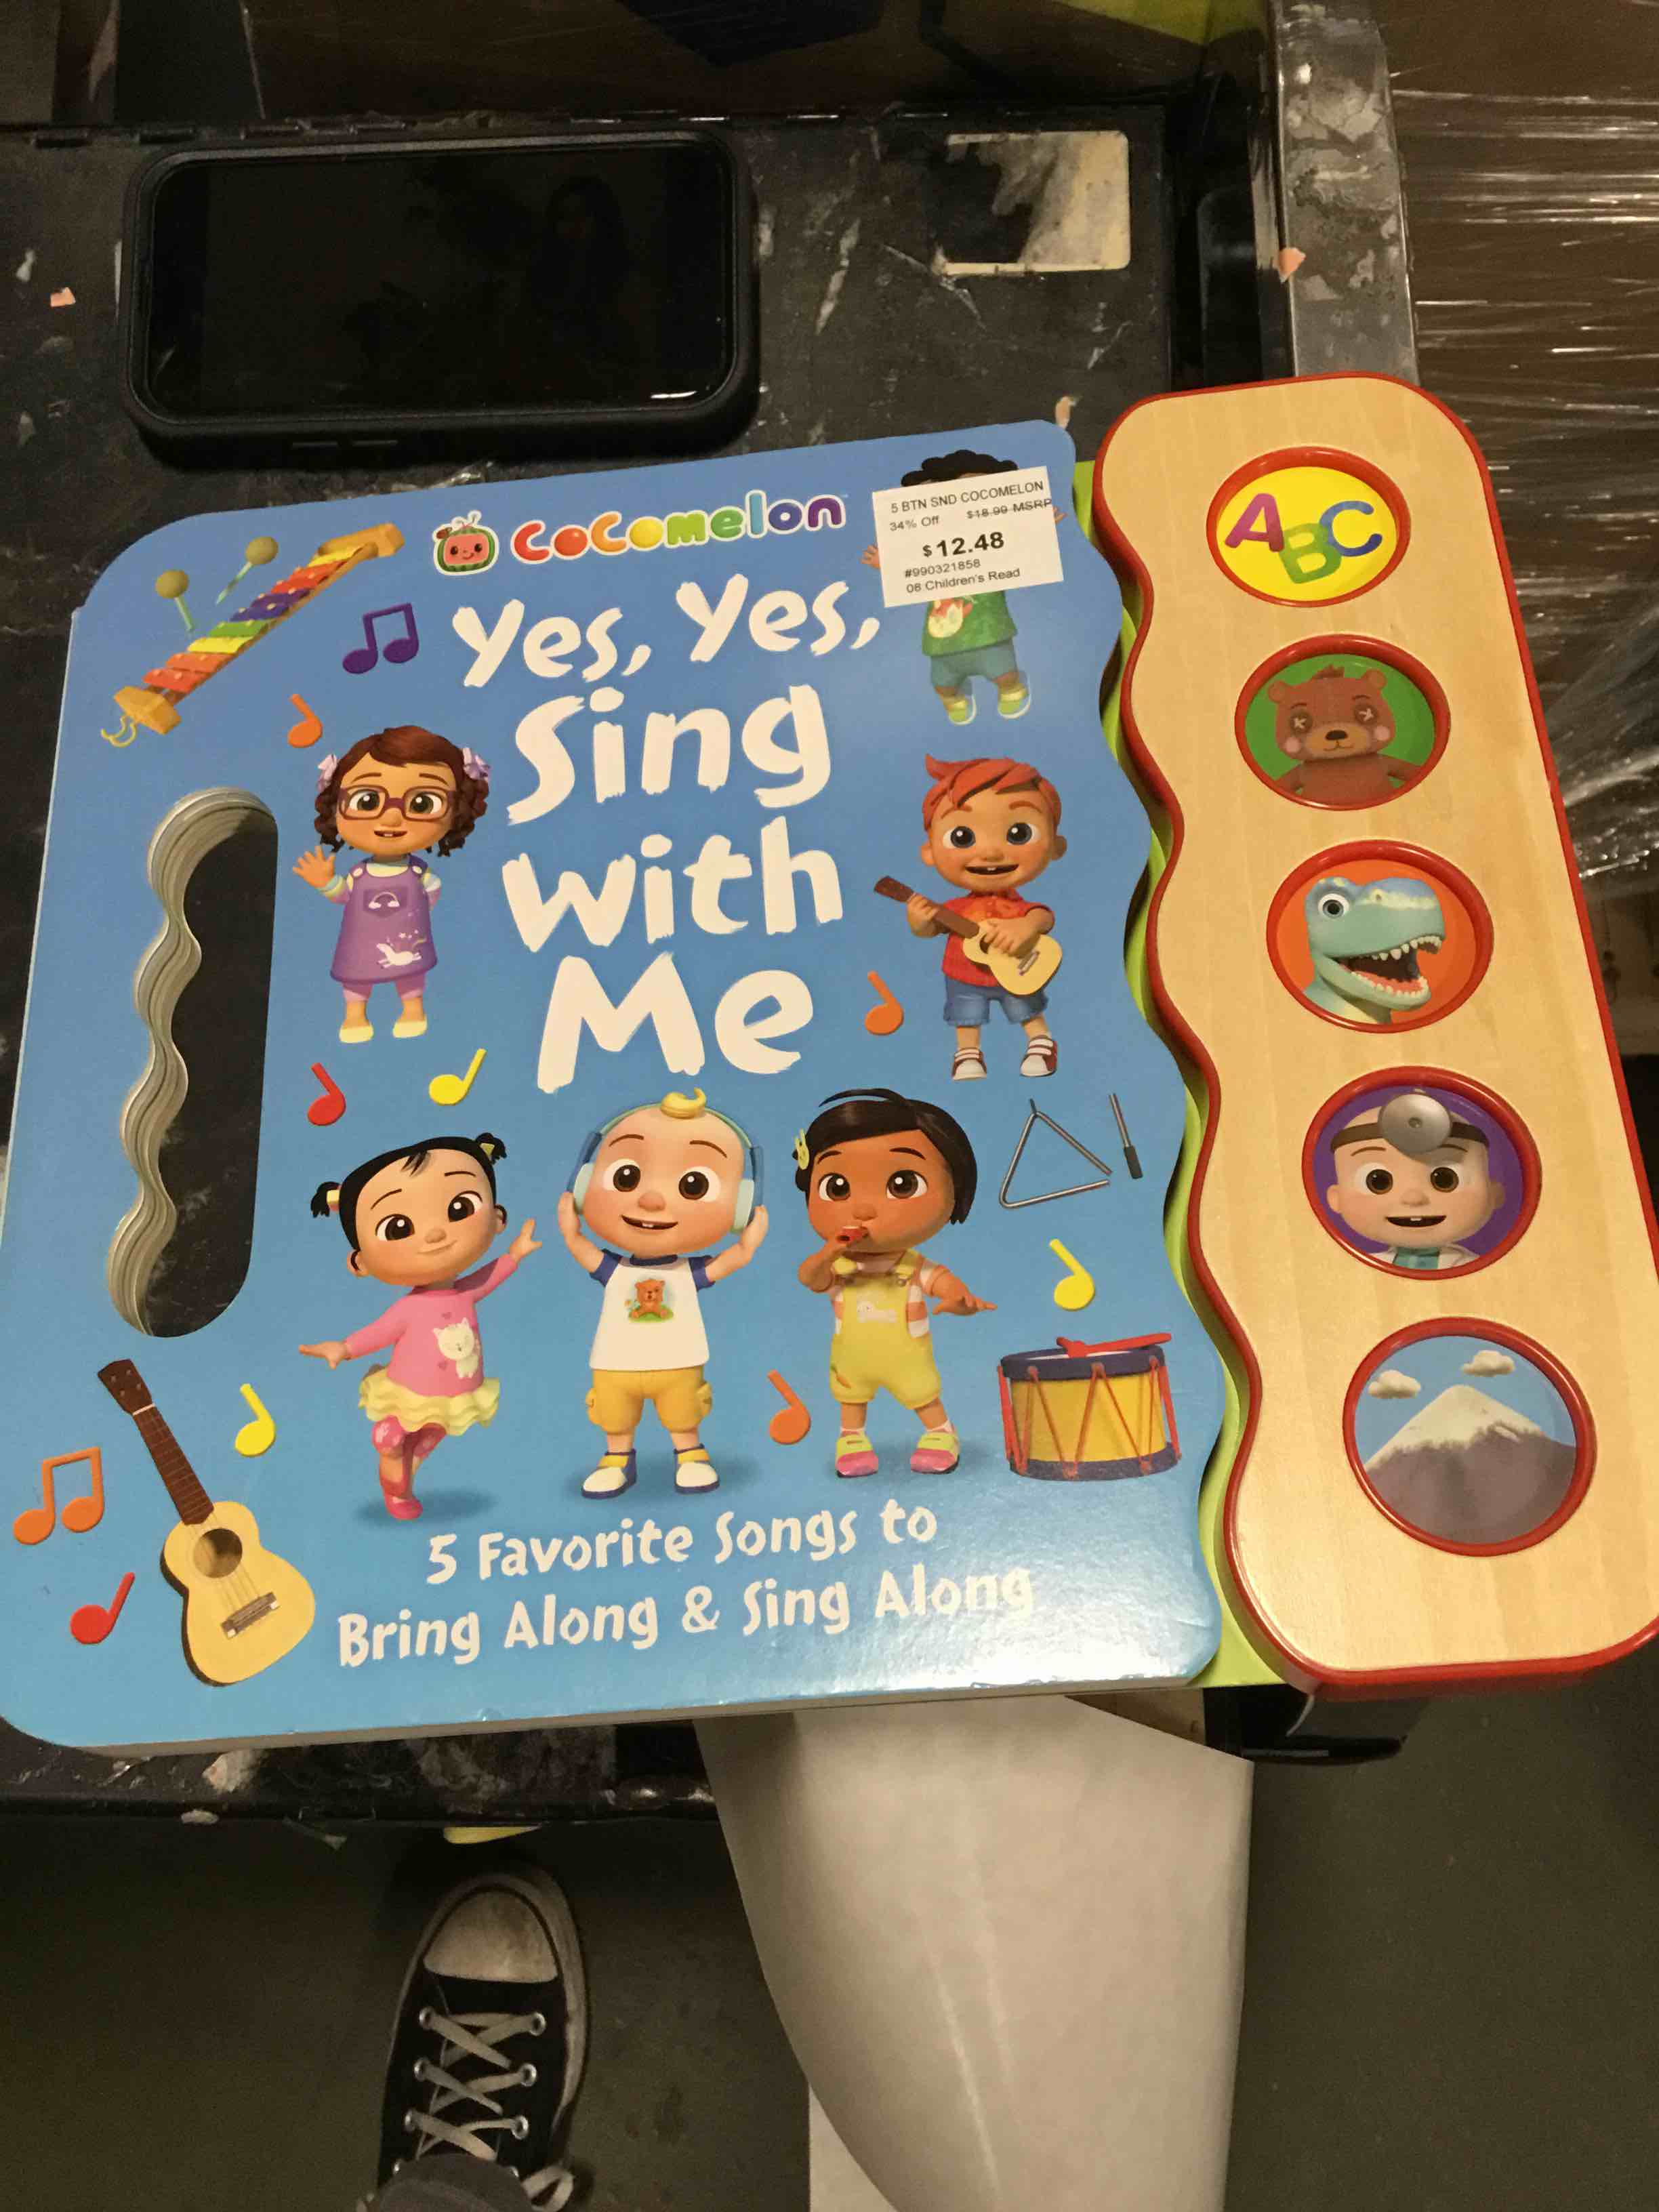 CoComelon
5 BTN SND COCOMELON
34% Off $18.99 MSRP
$12.48
#990321858
08 Children's Read
Yes, Yes,
Sing
with
Me
5 Favorite Songs to
Bring Along & Sing Along
ABC